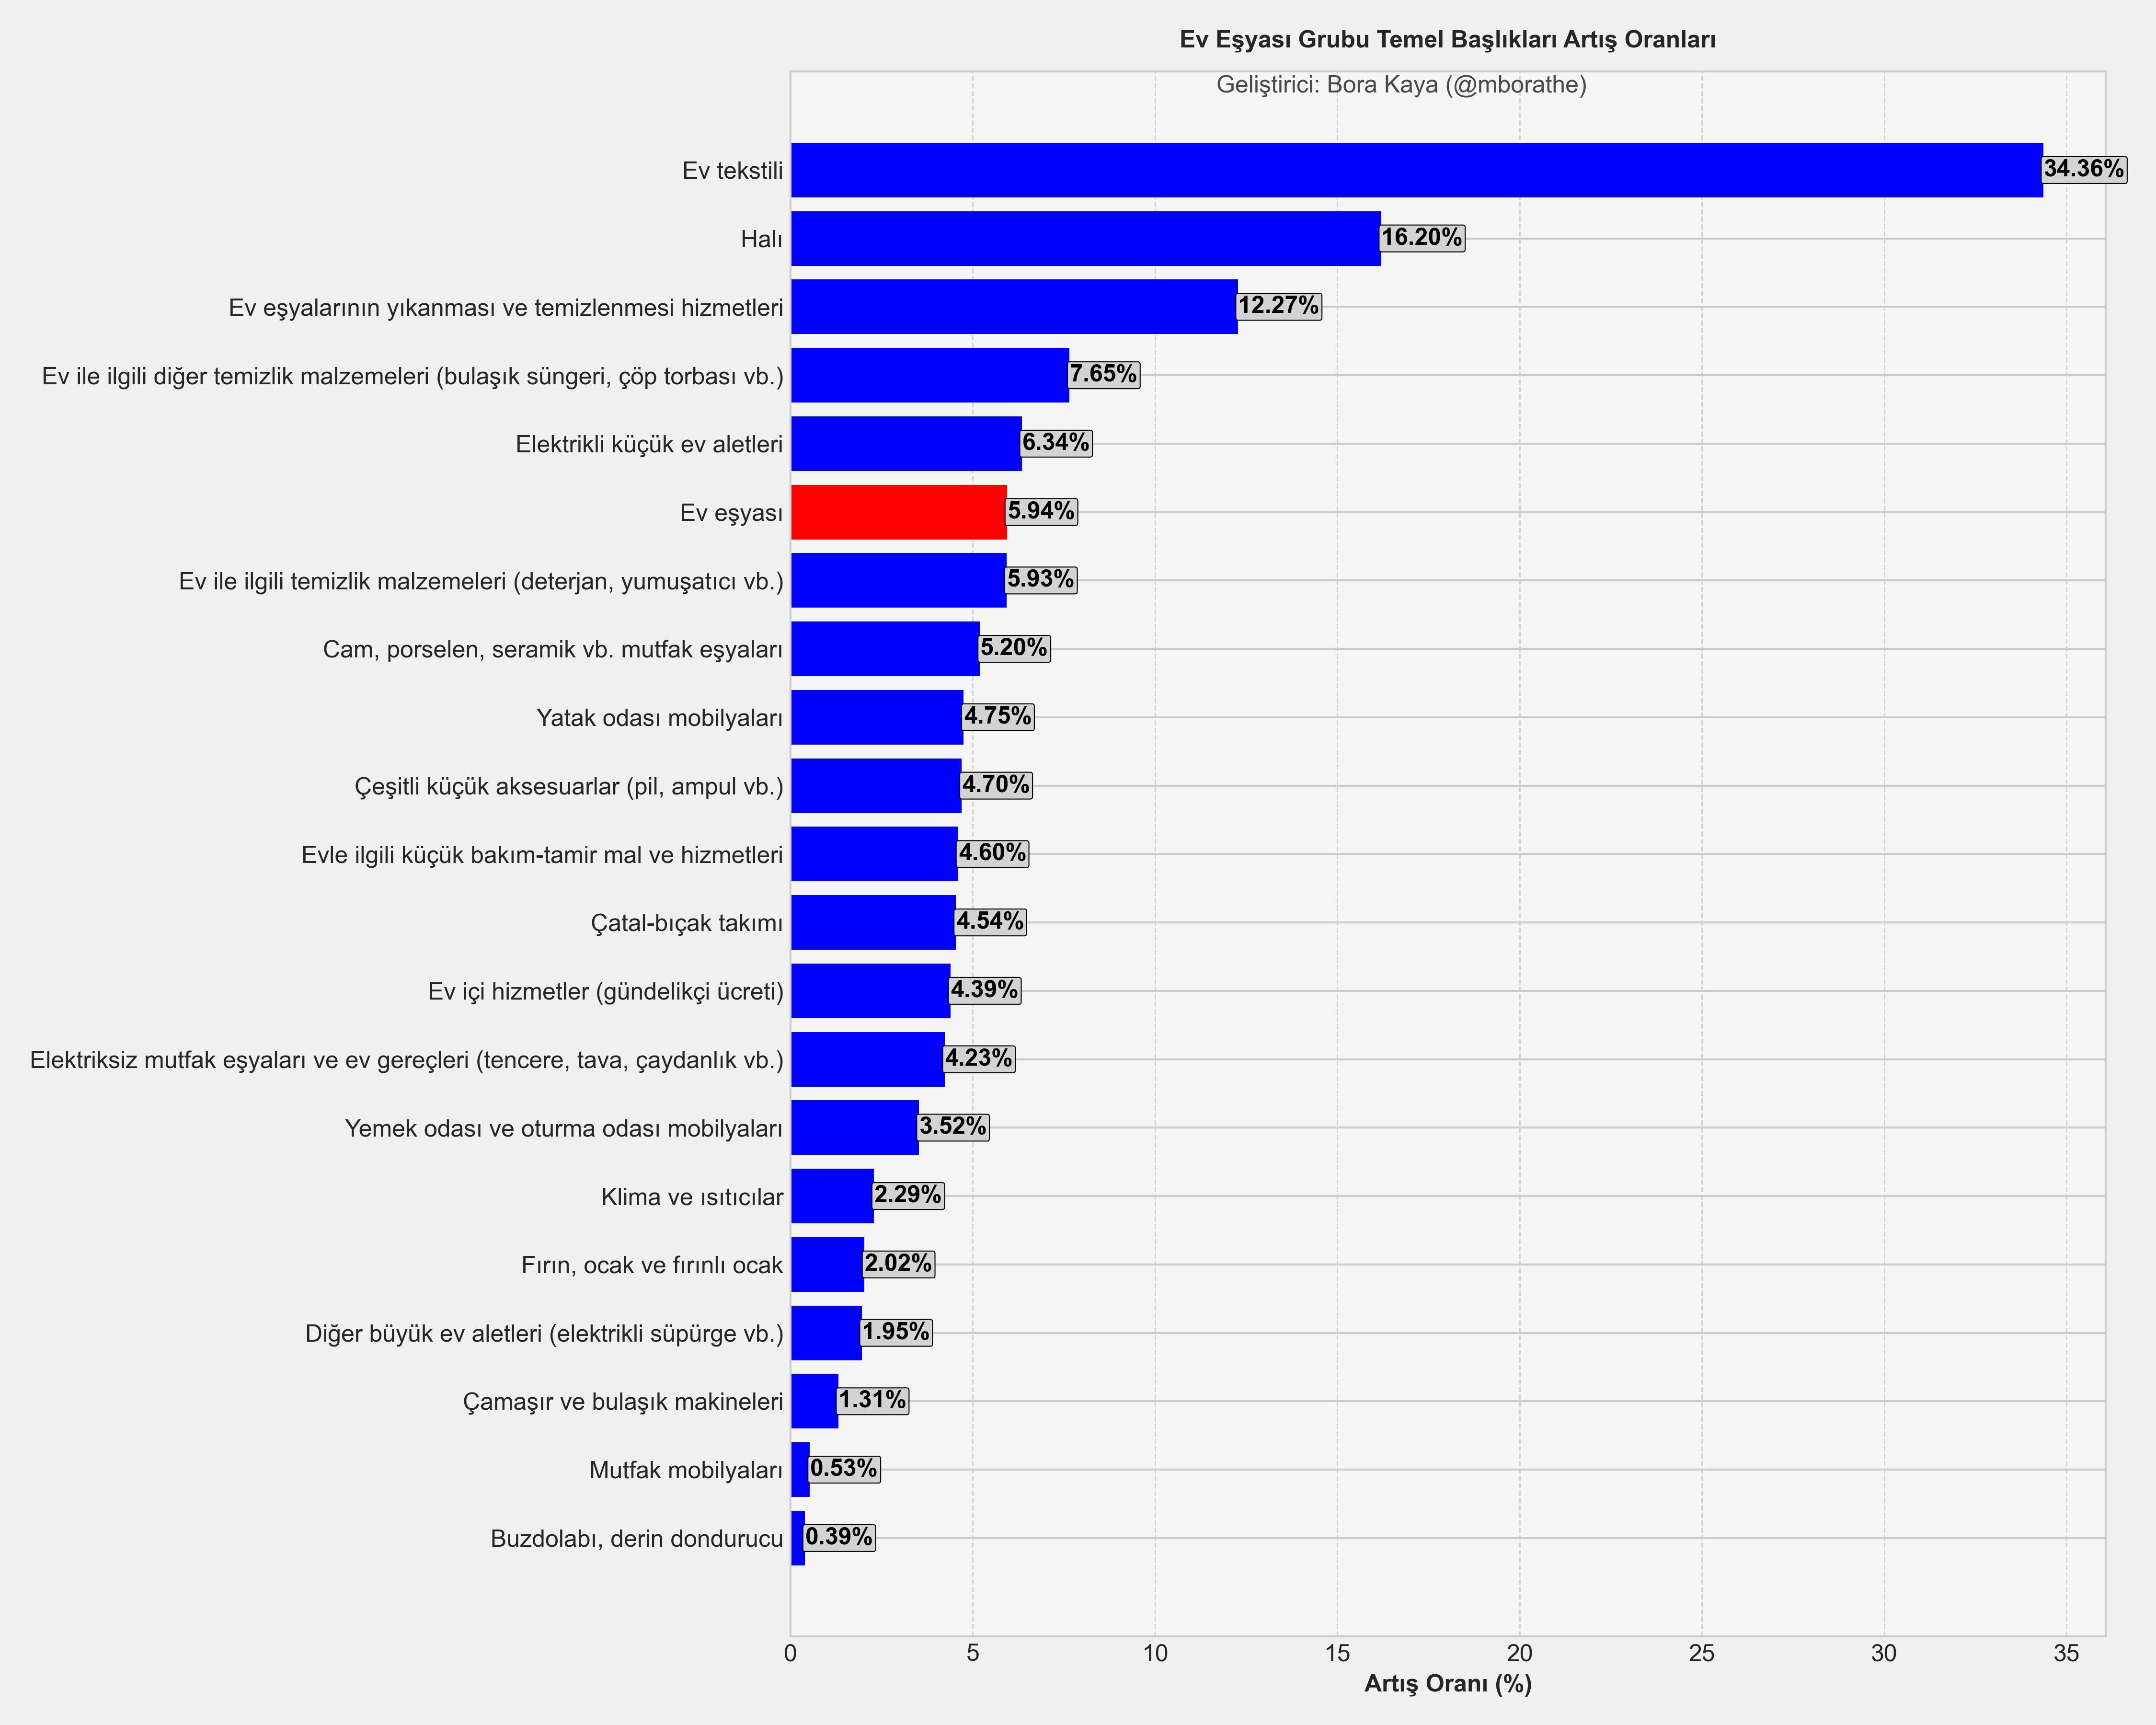 Ev Eşyası Grubu Temel Başlıkları Artış Oranları
Geliştirici: Bora Kaya (@mborathe)
Ev tekstili 34.36%
Halı 16.20%
Ev eşyalarının yıkanması ve temizlenmesi hizmetleri 12.27%
Ev ile ilgili diğer temizlik malzemeleri (bulaşık süngeri, çöp torbası vb.) 7.65%
Elektrikli küçük ev aletleri 6.34%
Ev eşyası 5.94%
Ev ile ilgili temizlik malzemeleri (deterjan, yumuşatıcı vb.) 5.93%
Cam, porselen, seramik vb. mutfak eşyaları 5.20%
Yatak odası mobilyaları 4.75%
Çeşitli küçük aksesuarlar (pil, ampul vb.) 4.70%
Evle ilgili küçük bakım-tamir mal ve hizmetleri 4.60%
Çatal-bıçak takımı 4.54%
Ev içi hizmetler (gündelikçi ücreti) 4.39%
Elektriksiz mutfak eşyaları ve ev gereçleri (tencere, tava, çaydanlık vb.) 4.23%
Yemek odası ve oturma odası mobilyaları 3.52%
Klima ve ısıtıcılar 2.29%
Fırın, ocak ve fırınlı ocak 2.02%
Diğer büyük ev aletleri (elektrikli süpürge vb.) 1.95%
Çamaşır ve bulaşık makineleri 1.31%
Mutfak mobilyaları 0.53%
Buzdolabı, derin dondurucu 0.39%
0 5 10 15 20 25 30 35
Artış Oranı (%)